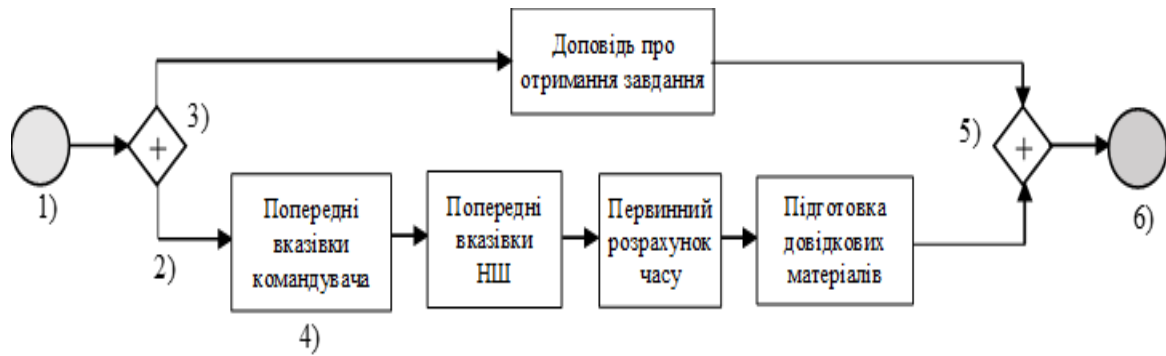 Доповідь про
отримання завдання
3)
+
5)
+
1)
6)
2)
Попередні
вказівки
командувача
Попередні
вказівки
НШ
Первинний
розрахунок
часу
Підготовка
довідкових
матеріалів
4)